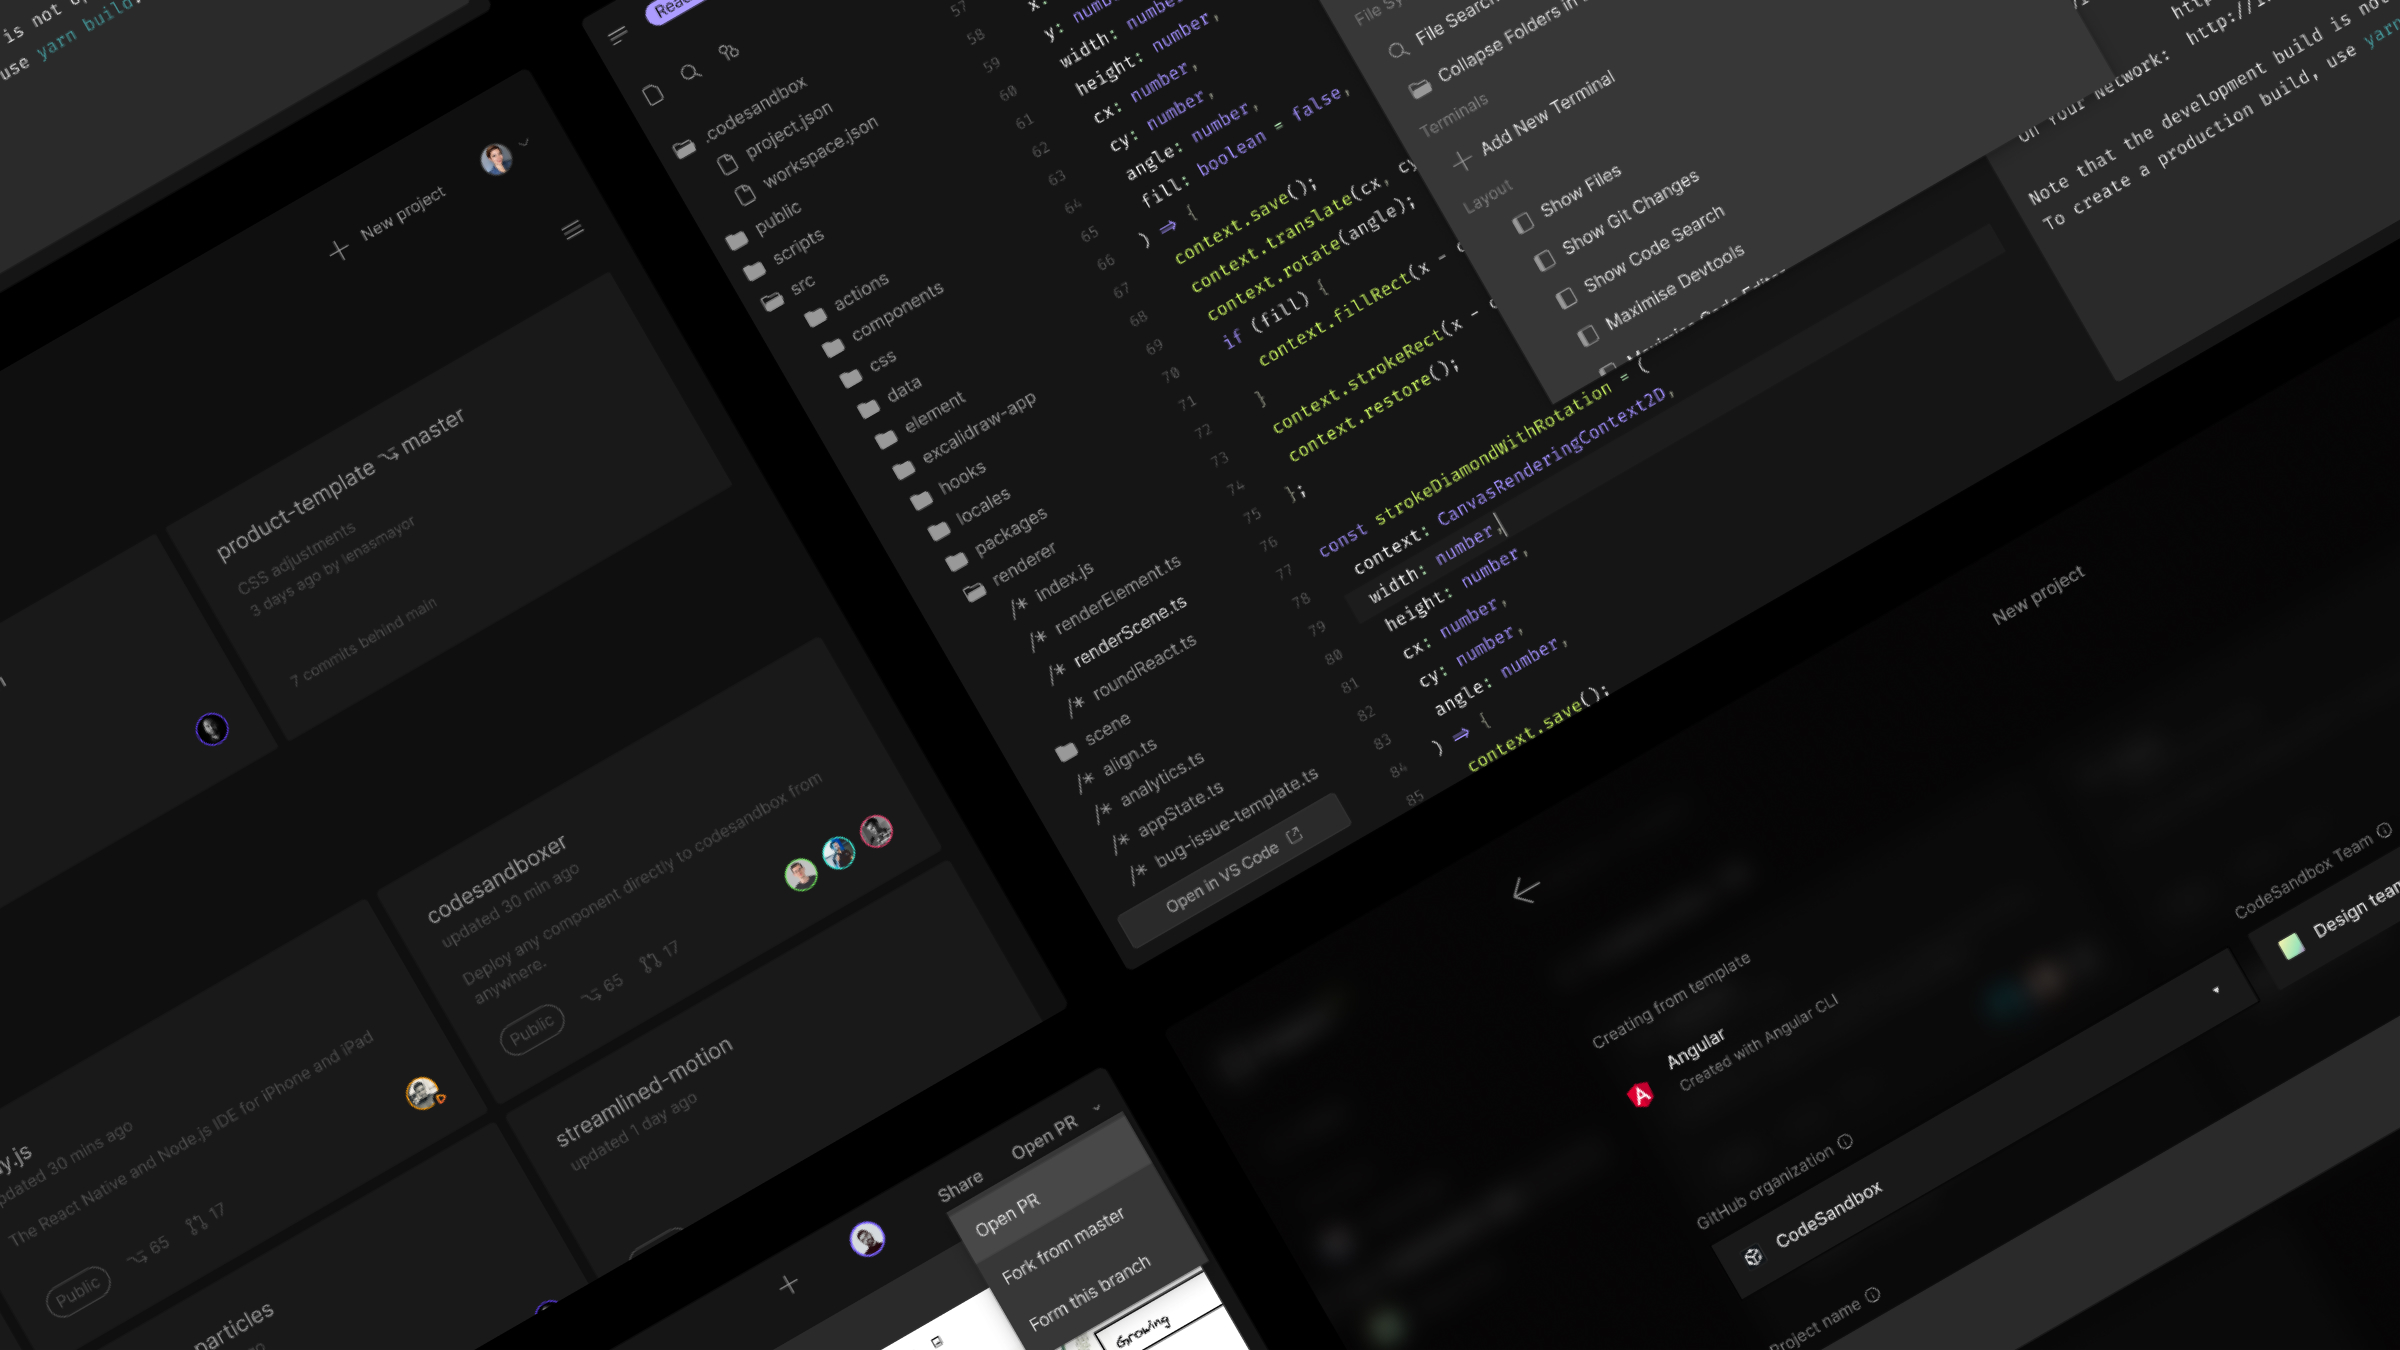 is not
use yarn build.
New project
product-template master
CSS adjustments
3 days ago by lenasmayor
7 commits behind main
codesandboxer
updated 30 min ago
Deploy any component directly to codesandbox from
anywhere.
Public 65 17
y.js
updated 30 mins ago
The React Native and Node.js IDE for iPhone and iPad
Public 65 17
streamlined-motion
updated 1 day ago
particles
ago
.codesandbox
project.json
workspace.json
public
scripts
src
actions
components
css
data
element
excalidraw-app
hooks
locales
packages
renderer
/* index.js
/* renderElement.ts
/* renderScene.ts
/* roundReact.ts
scene
/* align.ts
/* analytics.ts
/* appState.ts
/* bug-issue-template.ts
Open in VS Code
57
58
59
60
61
62
63
64
65
66
67
68
69
70
71
72
73
74
75
76
77
78
79
80
81
82
83
84
85
x:
y: number
width: number,
height: number,
cx: number,
cy: number,
angle: number,
fill: boolean = false,
) => {
context.save();
context.translate(cx, cy
context.rotate(angle);
if (fill) {
context.fillRect(x -
}
context.strokeRect(x -
context.restore();
};
const strokeDiamondWithRotation = (
context: CanvasRenderingContext2D,
width: number,
height: number,
cx: number,
cy: number,
angle: number,
) => {
context.save();
File Search
Collapse Folders in
Terminals
Add New Terminal
Layout
Show Files
Show Git Changes
Show Code Search
Maximise Devtools
On Your Network: http://1
Note that the development build is not
To create a production build, use yarn
Share
Open PR
Open PR
Fork from master
Form this branch
Growing
New project
Creating from template
Angular
Created with Angular CLI
GitHub organization
CodeSandbox
CodeSandbox Team
Design team
Project name